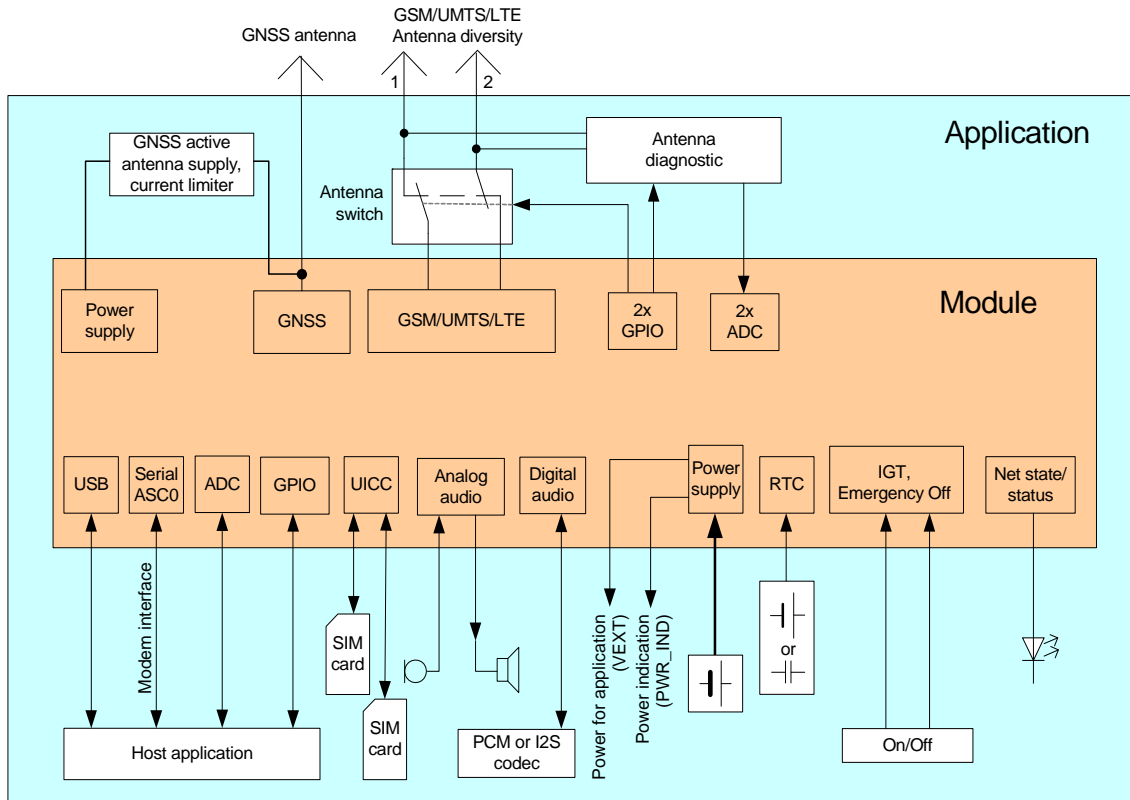 GSM/UMTS/LTE
Antenna diversity
GNSS antenna
1
2
Application
GNSS active
antenna supply,
current limiter
Antenna
diagnostic
Antenna
switch
Module
Power
supply
GNSS
GSM/UMTS/LTE
2x
GPIO
2x
ADC
USB
Serial
ASC0
ADC
GPIO
UICC
Analog
audio
Digital
audio
Power
supply
RTC
IGT,
Emergency Off
Net state/
status
Modem interface
SIM
card
SIM
card
Power for application
(VEXT)
Power indication
(PWR_IND)
or
Host application
PCM or I2S
codec
On/Off